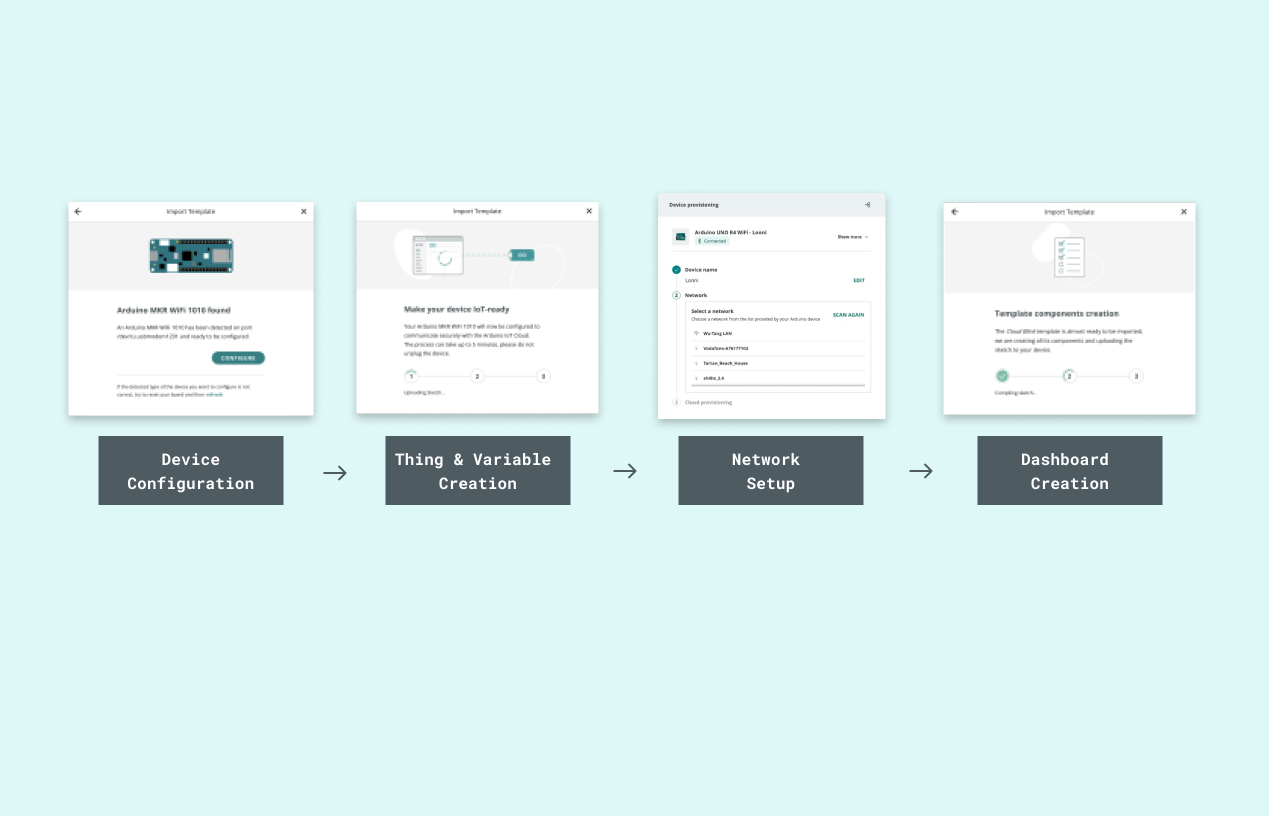 Import Template
Arduino MKR WiFi 1010 found
An Arduino MKR WiFi 1010 has been detected on port
and ready to be configured.
CONFIGURE
If the detected type of the device you want to configure is not
correct, try to reset your board and then refresh
Import Template
Make your device IoT-ready
Your Arduino MKR WiFi 1010 will now be configured to
communicate securely with the Arduino IoT Cloud.
The process can take up to 5 minutes, please do not
unplug the device.
1 2 3
Uploading Sketch...
Device provisioning
Arduino UNO R4 WiFi - Lonni
Connected
Show more
Device name
Lonni
EDIT
2 Network
Select a network
Choose a network from the list provided by your Arduino device
SCAN AGAIN
Wu-Tang LAN
Vodafone-A76177103
Tartan_Beach_House
3 Cloud provisioning
Import Template
Template components creation
The Cloud Blink template is almost ready to be imported,
we are creating all its components and uploading the
sketch to your device.
2 3
Compiling sketch...
Device
Configuration
Thing & Variable
Creation
Network
Setup
Dashboard
Creation